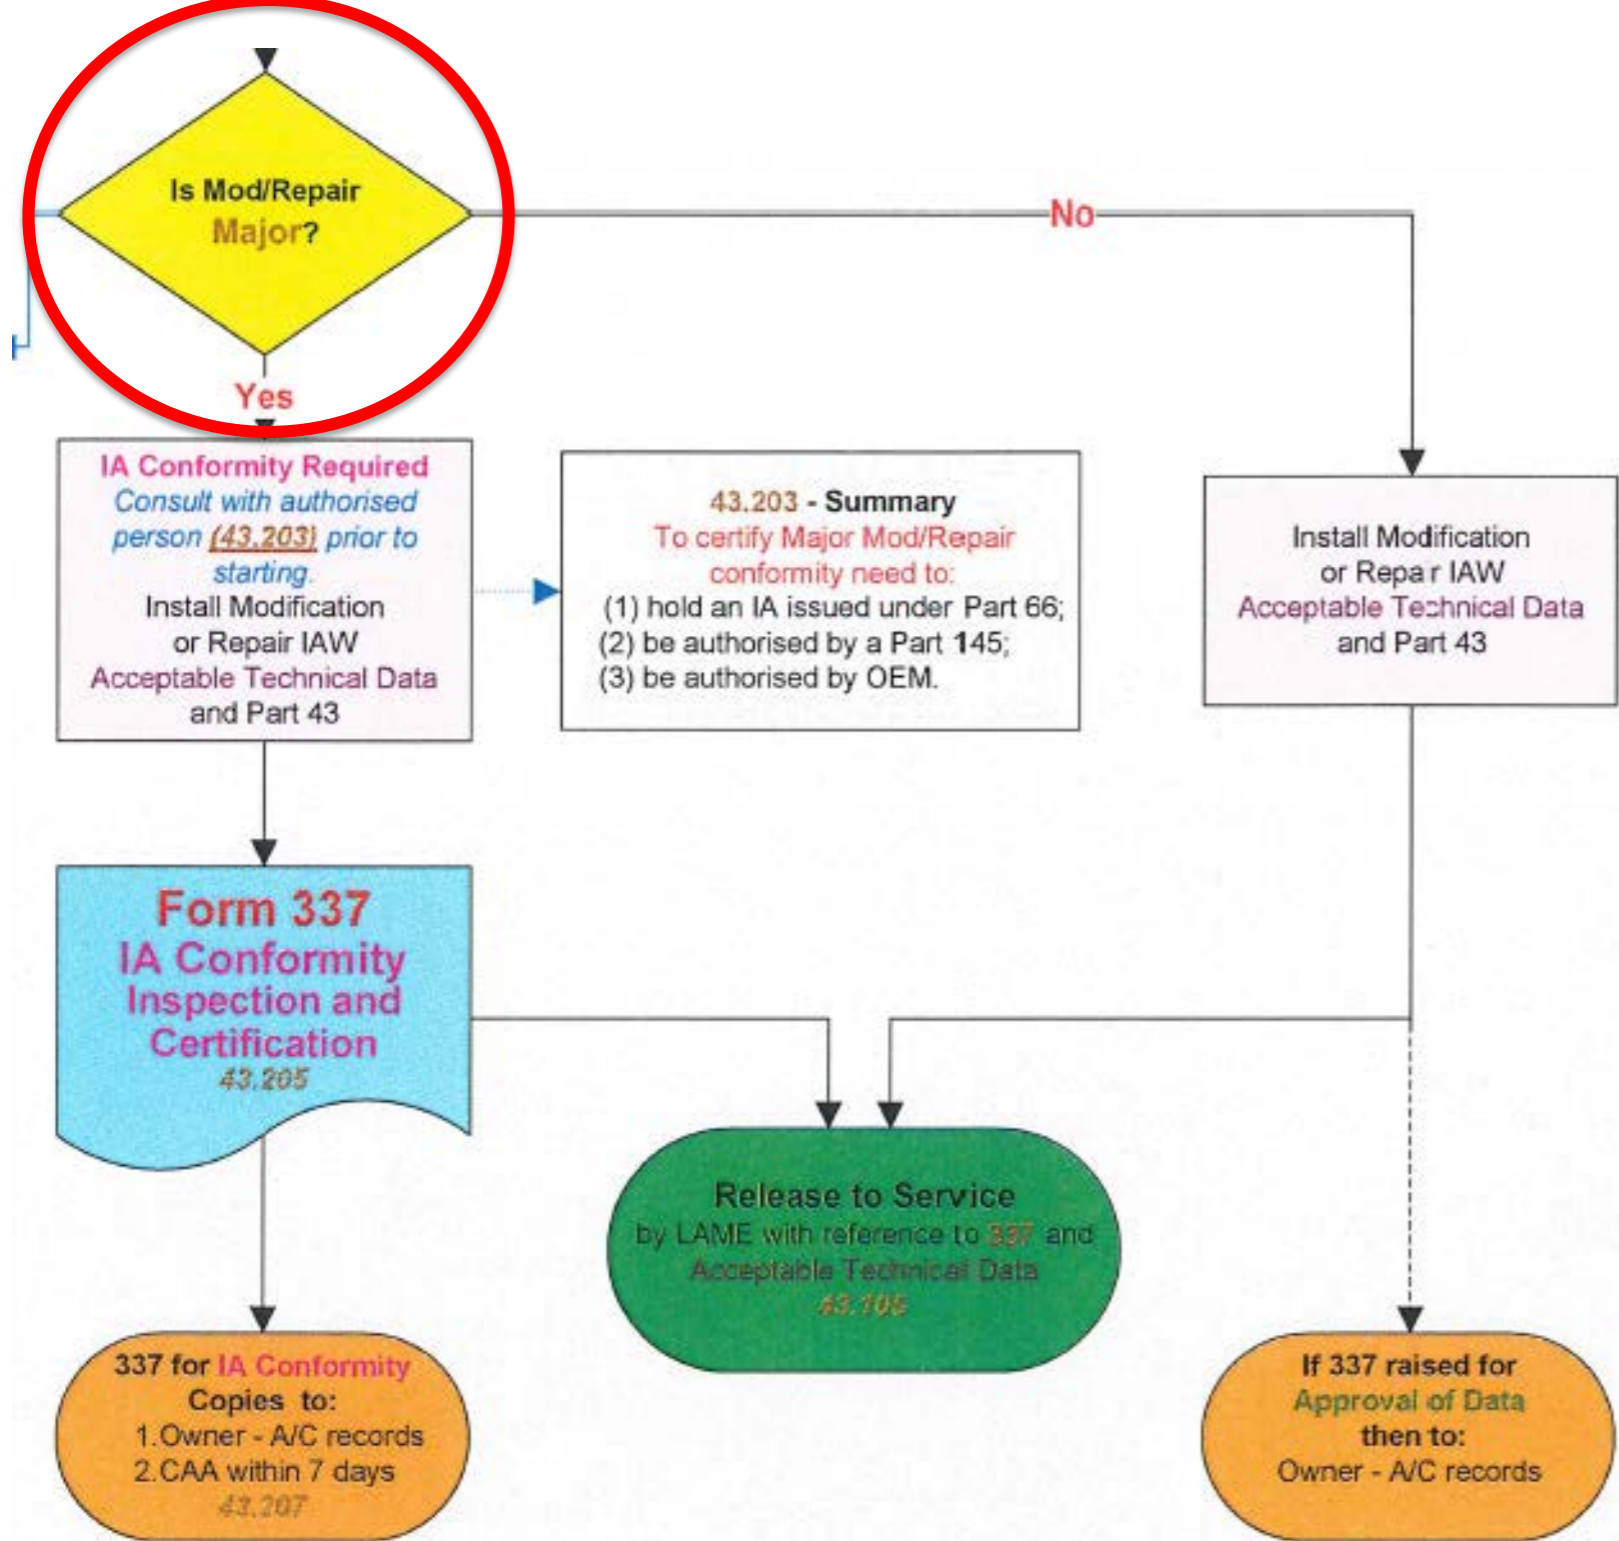 Is Mod/Repair
Major?
No
Yes
IA Conformity Required
Consult with authorised
person (43.203) prior to
starting.
Install Modification
or Repair IAW
Acceptable Technical Data
and Part 43
43.203 - Summary
To certify Major Mod/Repair
conformity need to:
(1) hold an IA issued under Part 66;
(2) be authorised by a Part 145;
(3) be authorised by OEM.
Install Modification
or Repair IAW
Acceptable Technical Data
and Part 43
Form 337
IA Conformity
Inspection and
Certification
43.205
Release to Service
by LAME with reference to 337 and
Acceptable Technical Data
43.105
337 for IA Conformity
Copies to:
1. Owner - A/C records
2. CAA within 7 days
43.207
If 337 raised for
Approval of Data
then to:
Owner - A/C records